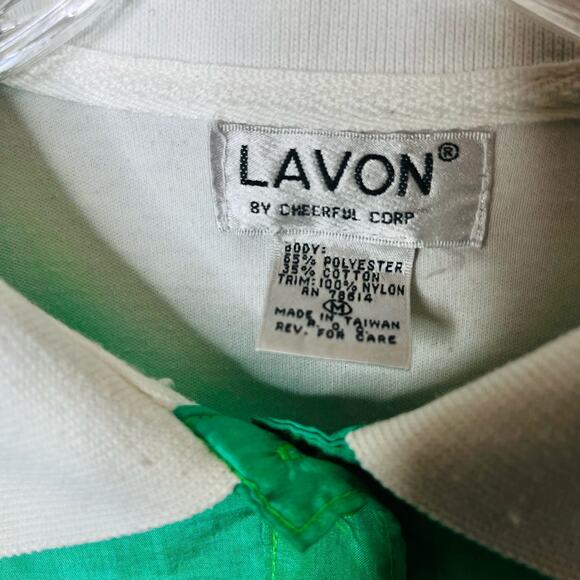 LAVON®
BY CHEERFUL CORP
BODY:
65% POLYESTER
35% COTTON
TRIM: 100% NYLON
RN 78614
M
MADE IN TAIWAN
R. O. C.
REV. FOR CARE